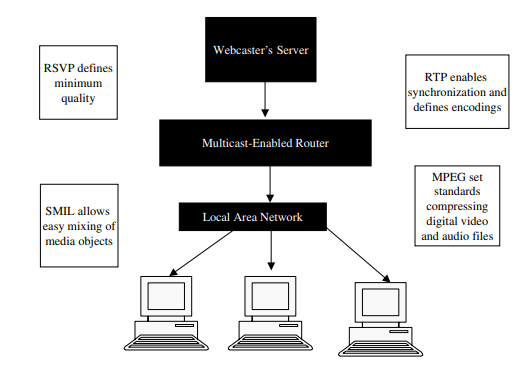 Webcaster's Server
RSVP defines
minimum
quality
RTP enables
synchronization and
defines encodings
Multicast-Enabled Router
MPEG set
standards
compressing
digital video
and audio files
SMIL allows
easy mixing of
media objects
Local Area Network